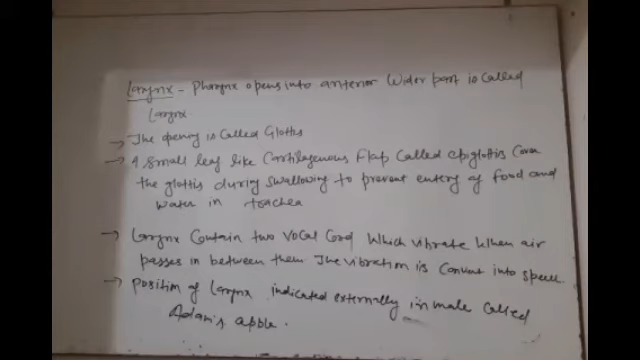 Larynx - Pharynx opens into anterior wider part is called
Larynx.
→ The opening is called Glottis
→ A small leaf like Cartilagenous flap called epiglottis Cover
the glottis during swallowing to prevent entery of food and
water in trachea
→ Larynx Contain two vocal Cord which vibrate when air
passes in between them The vibration is convert into speech
→ position of Larynx indicated externally in male called
Adam's apple.